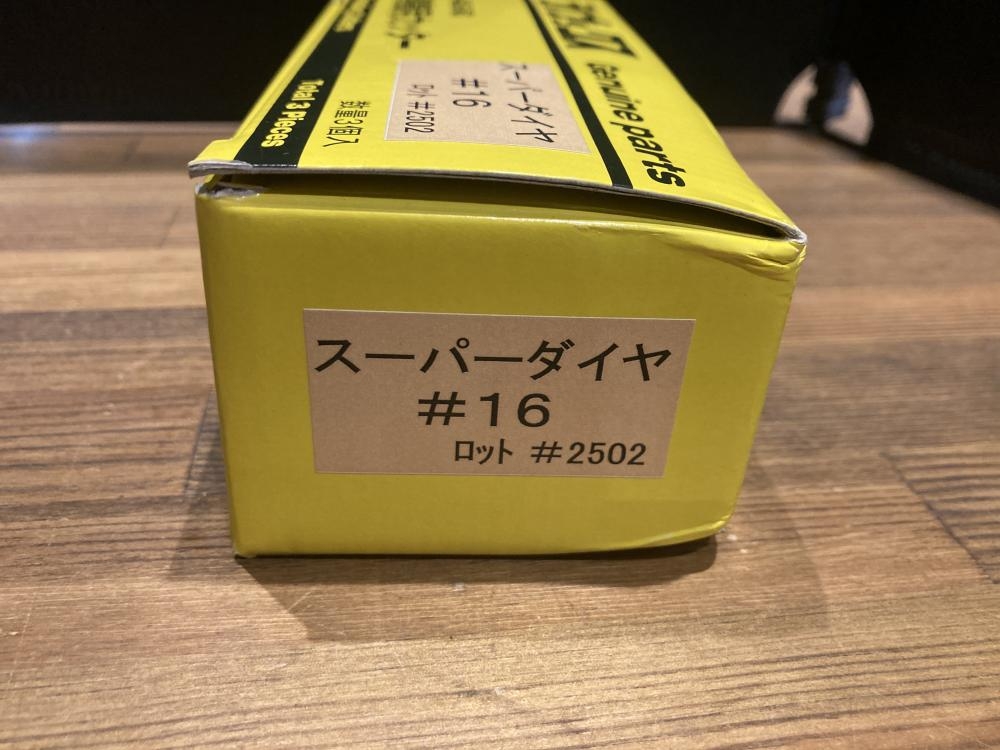 Genuine parts
スーパーダイヤ
#16
ロット #2502
数量3個入
Total 3 Pieces
スーパーダイヤ
#16
ロット #2502